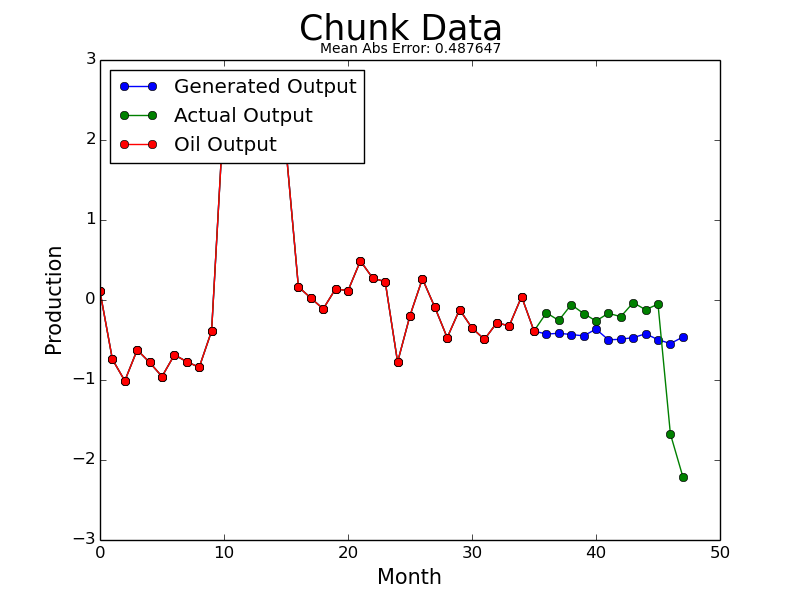 Chunk Data
Mean Abs Error: 0.487647
3
2
1
0
−1
−2
−3
Generated Output
Actual Output
Oil Output
Production
0 10 20 30 40 50
Month